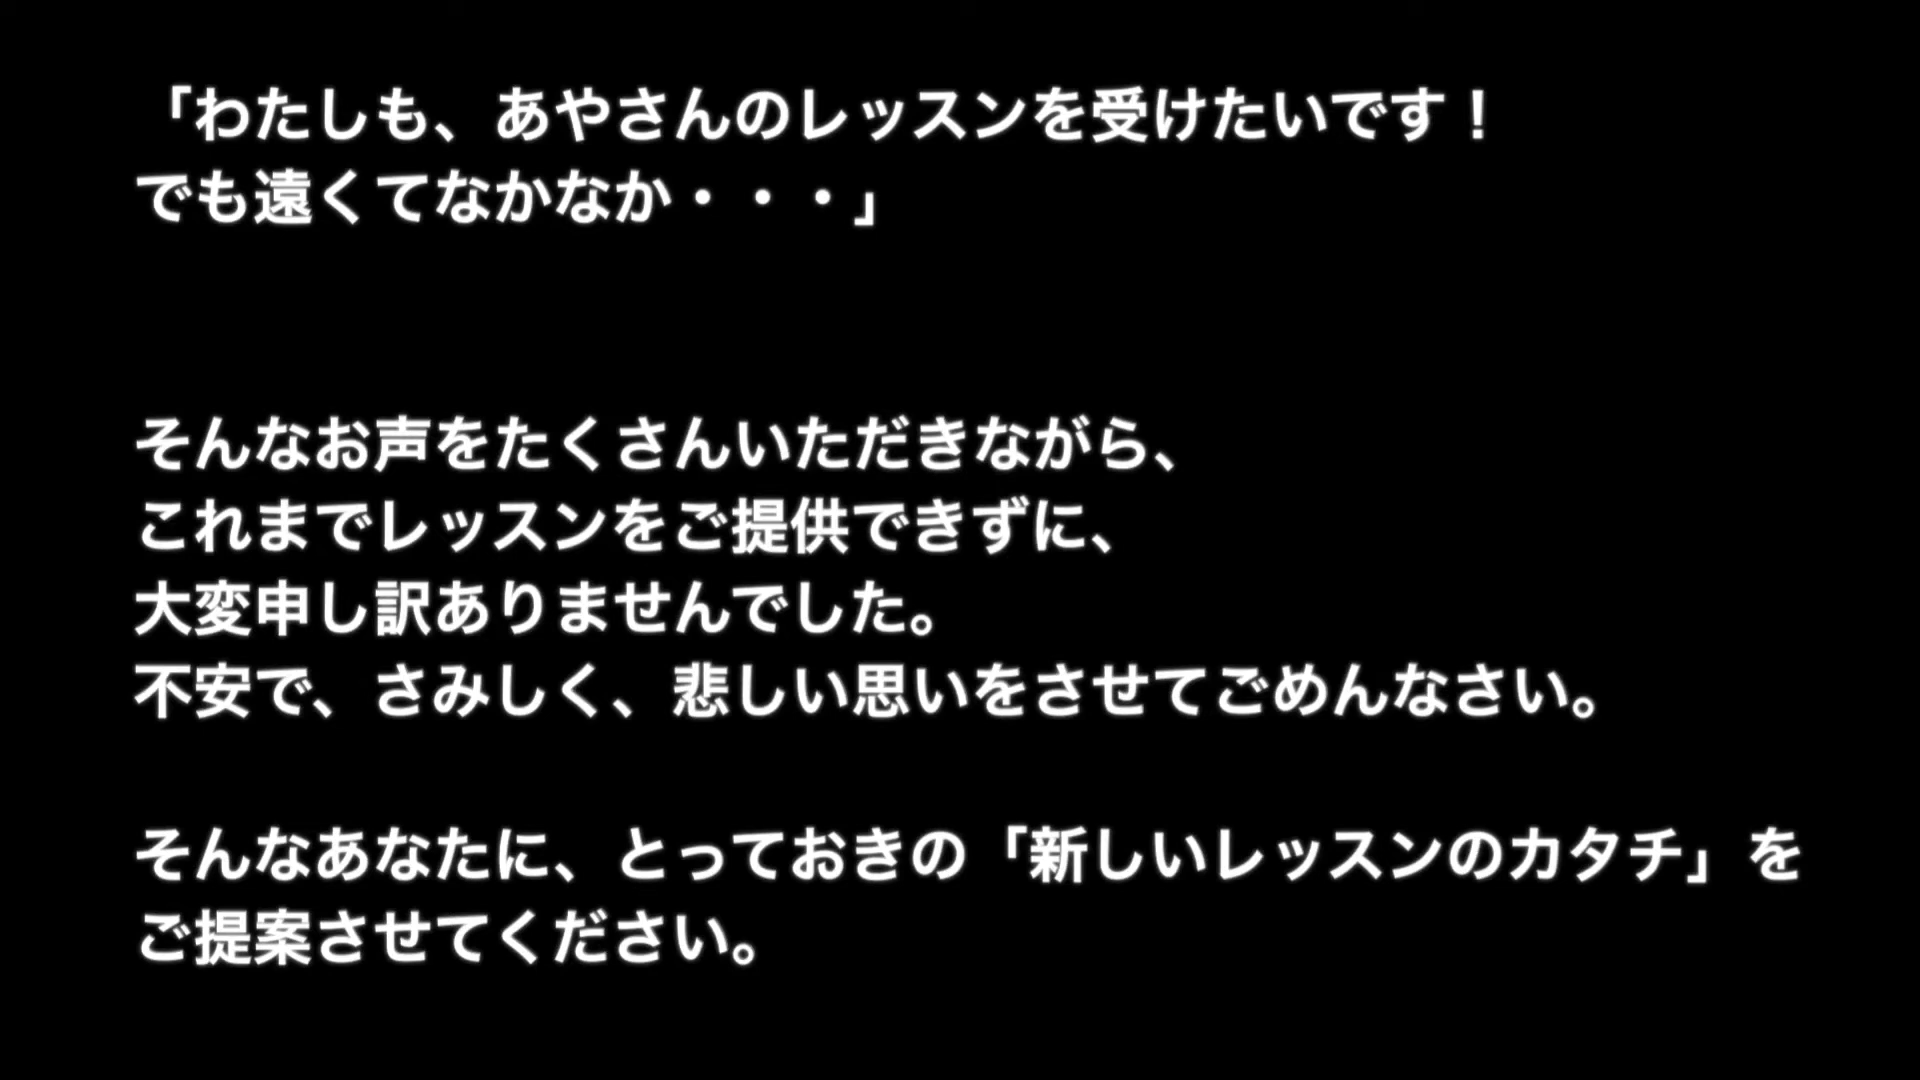 「わたしも、あやさんのレッスンを受けたいです！
でも遠くてなかなか・・・」
そんなお声をたくさんいただきながら、
これまでレッスンをご提供できずに、
大変申し訳ありませんでした。
不安で、さみしく、悲しい思いをさせてごめんなさい。
そんなあなたに、とっておきの「新しいレッスンのカタチ」を
ご提案させてください。